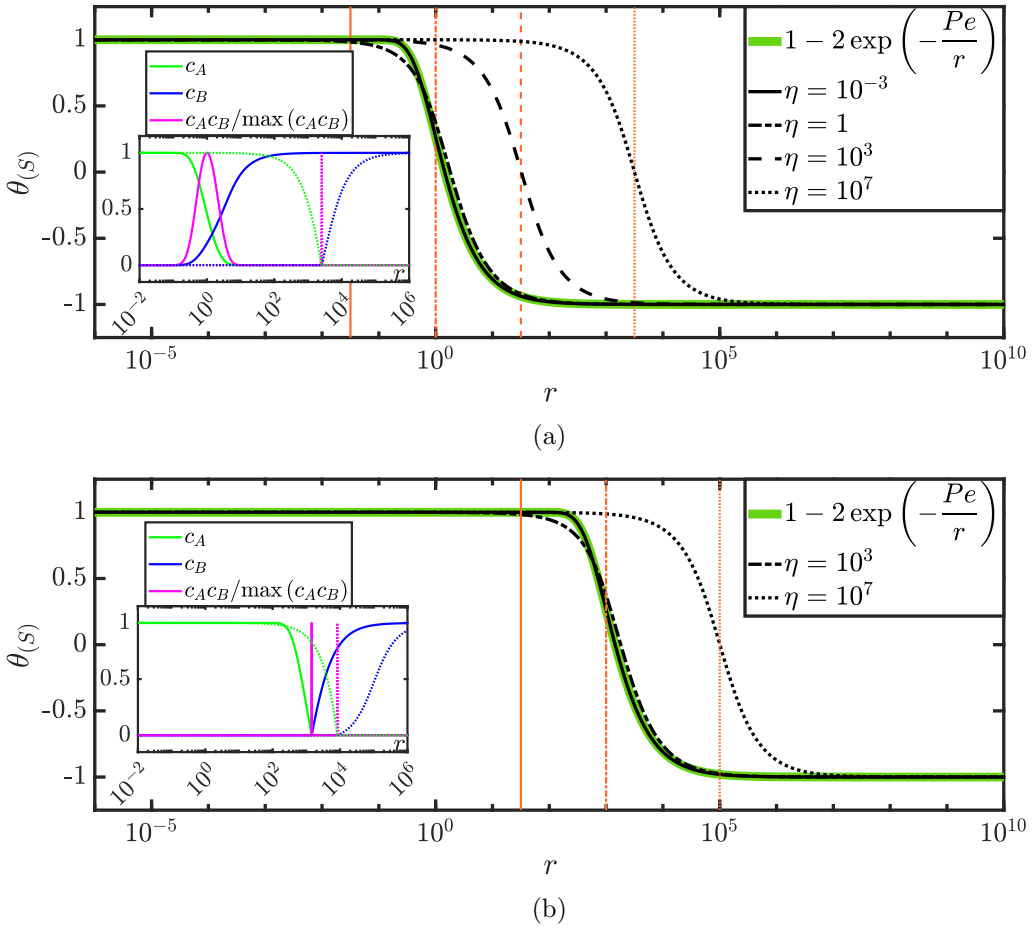 1
0.5
0
-0.5
-1
θ(S)
c_A
c_B
c_A c_B / max (c_A c_B)
1
0.5
0
r
10^-2
10^0
10^2
10^4
10^6
1 − 2 exp (−Pe/r)
η = 10^-3
η = 1
η = 10^3
η = 10^7
10^-5
10^0
10^5
10^10
r
(a)
1
0.5
0
-0.5
-1
θ(S)
c_A
c_B
c_A c_B / max (c_A c_B)
1
0.5
0
r
10^-2
10^0
10^2
10^4
10^6
1 − 2 exp (−Pe/r)
η = 10^3
η = 10^7
10^-5
10^0
10^5
10^10
r
(b)